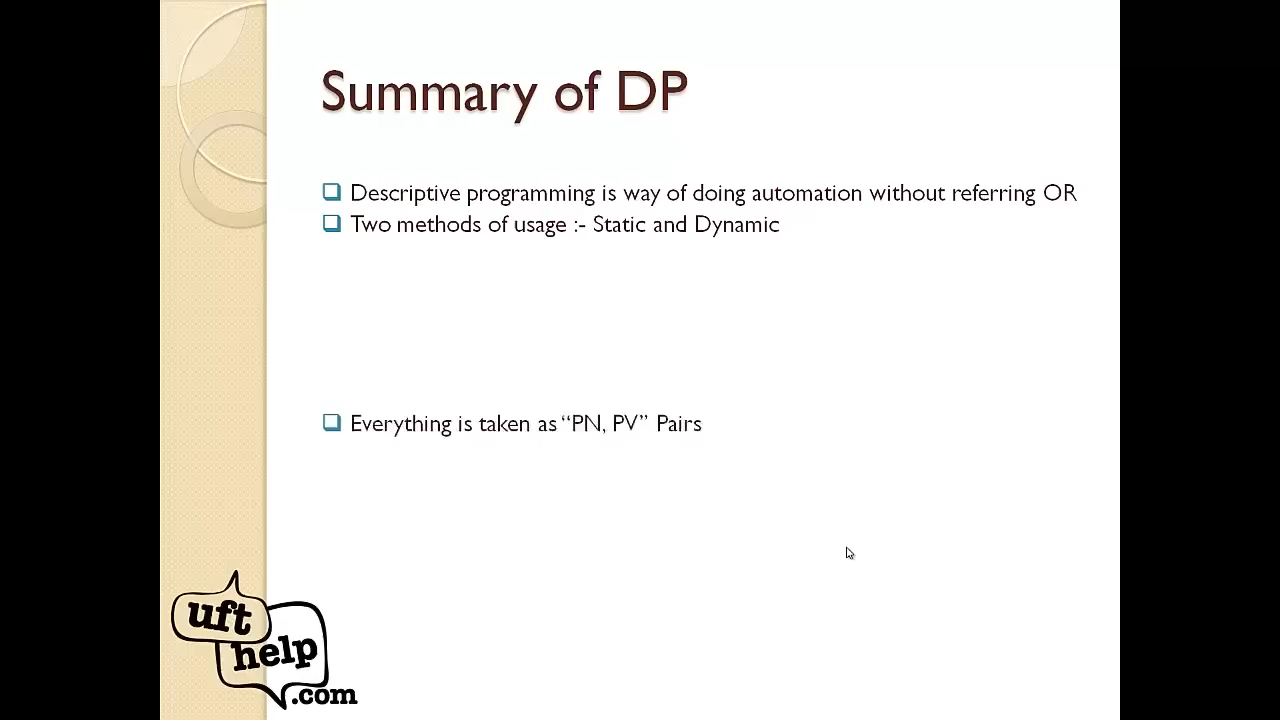 Summary of DP
Descriptive programming is way of doing automation without referring OR
Two methods of usage :- Static and Dynamic
Everything is taken as “PN, PV” Pairs
uft
help
.com